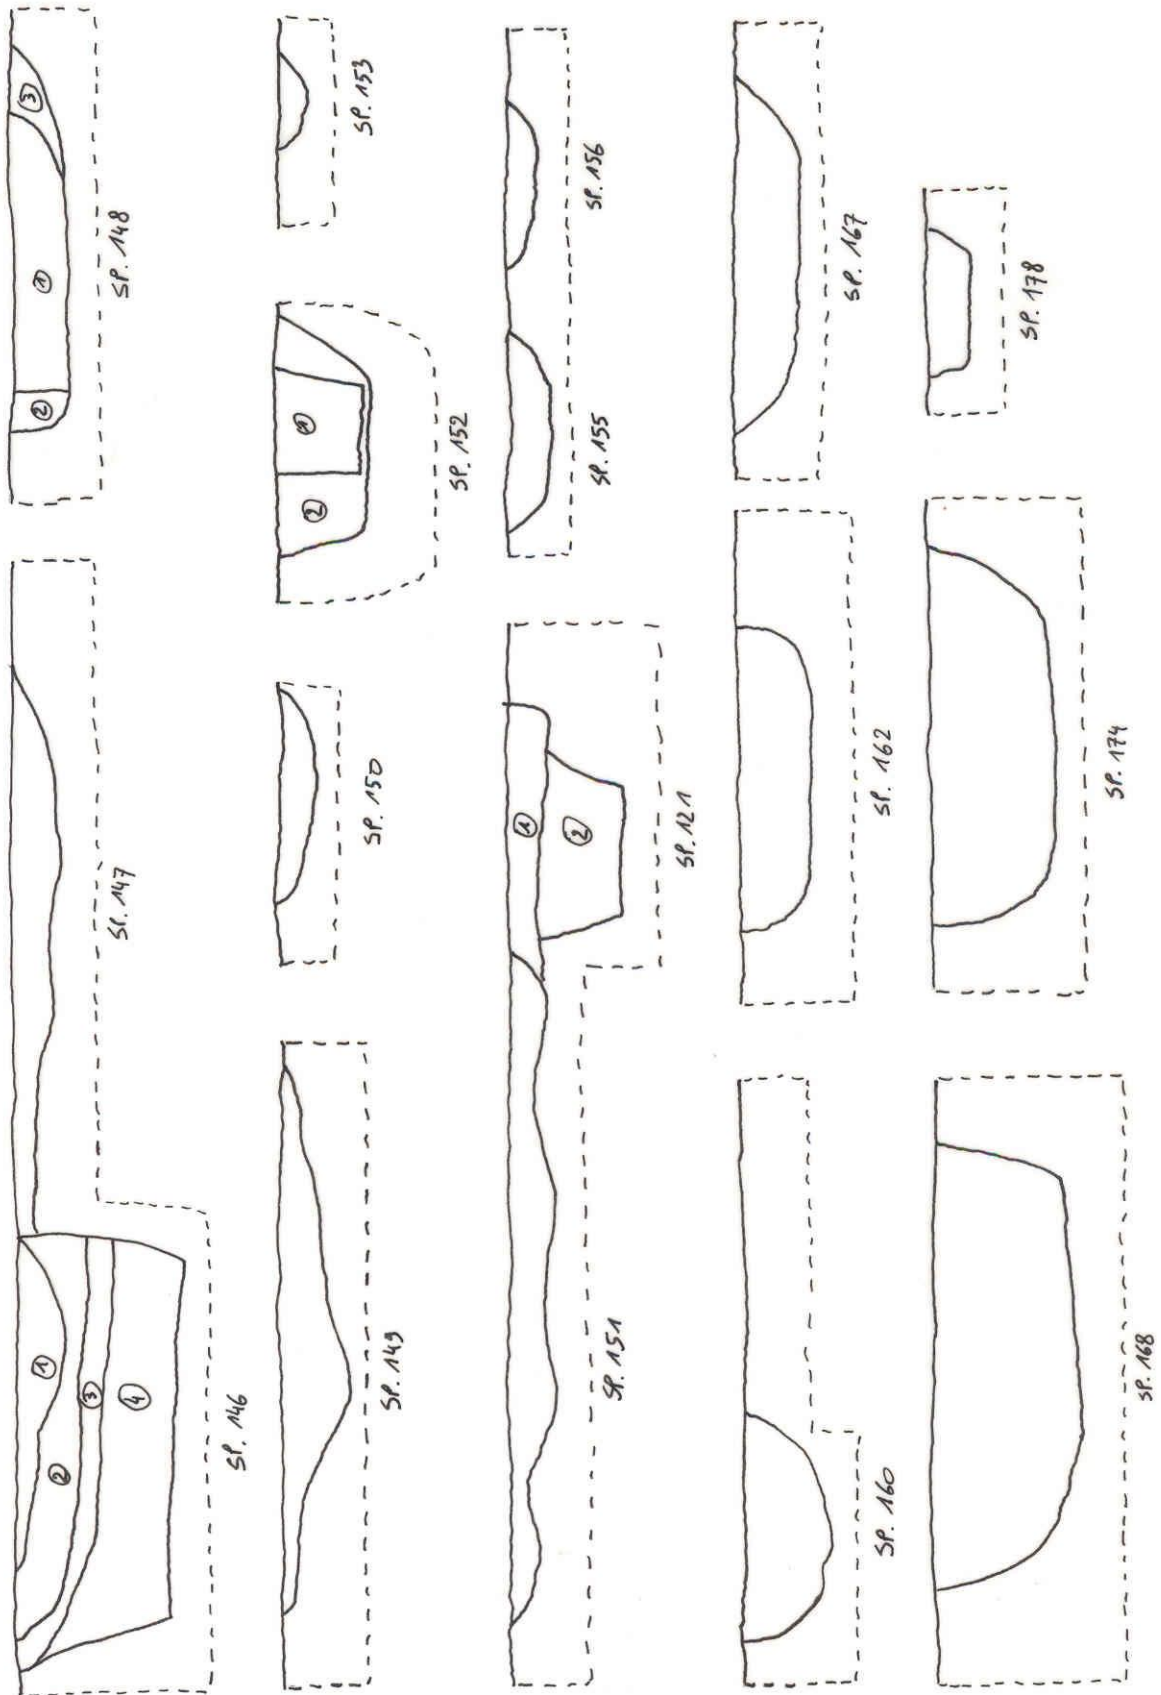 1
2
3
4
SP. 146
SP. 147
2
1
3
SP. 148
SP. 149
SP. 150
2
1
SP. 152
SP. 153
SP. 151
1
2
SP. 121
SP. 155
SP. 156
SP. 160
SP. 162
SP. 167
SP. 168
SP. 174
SP. 178